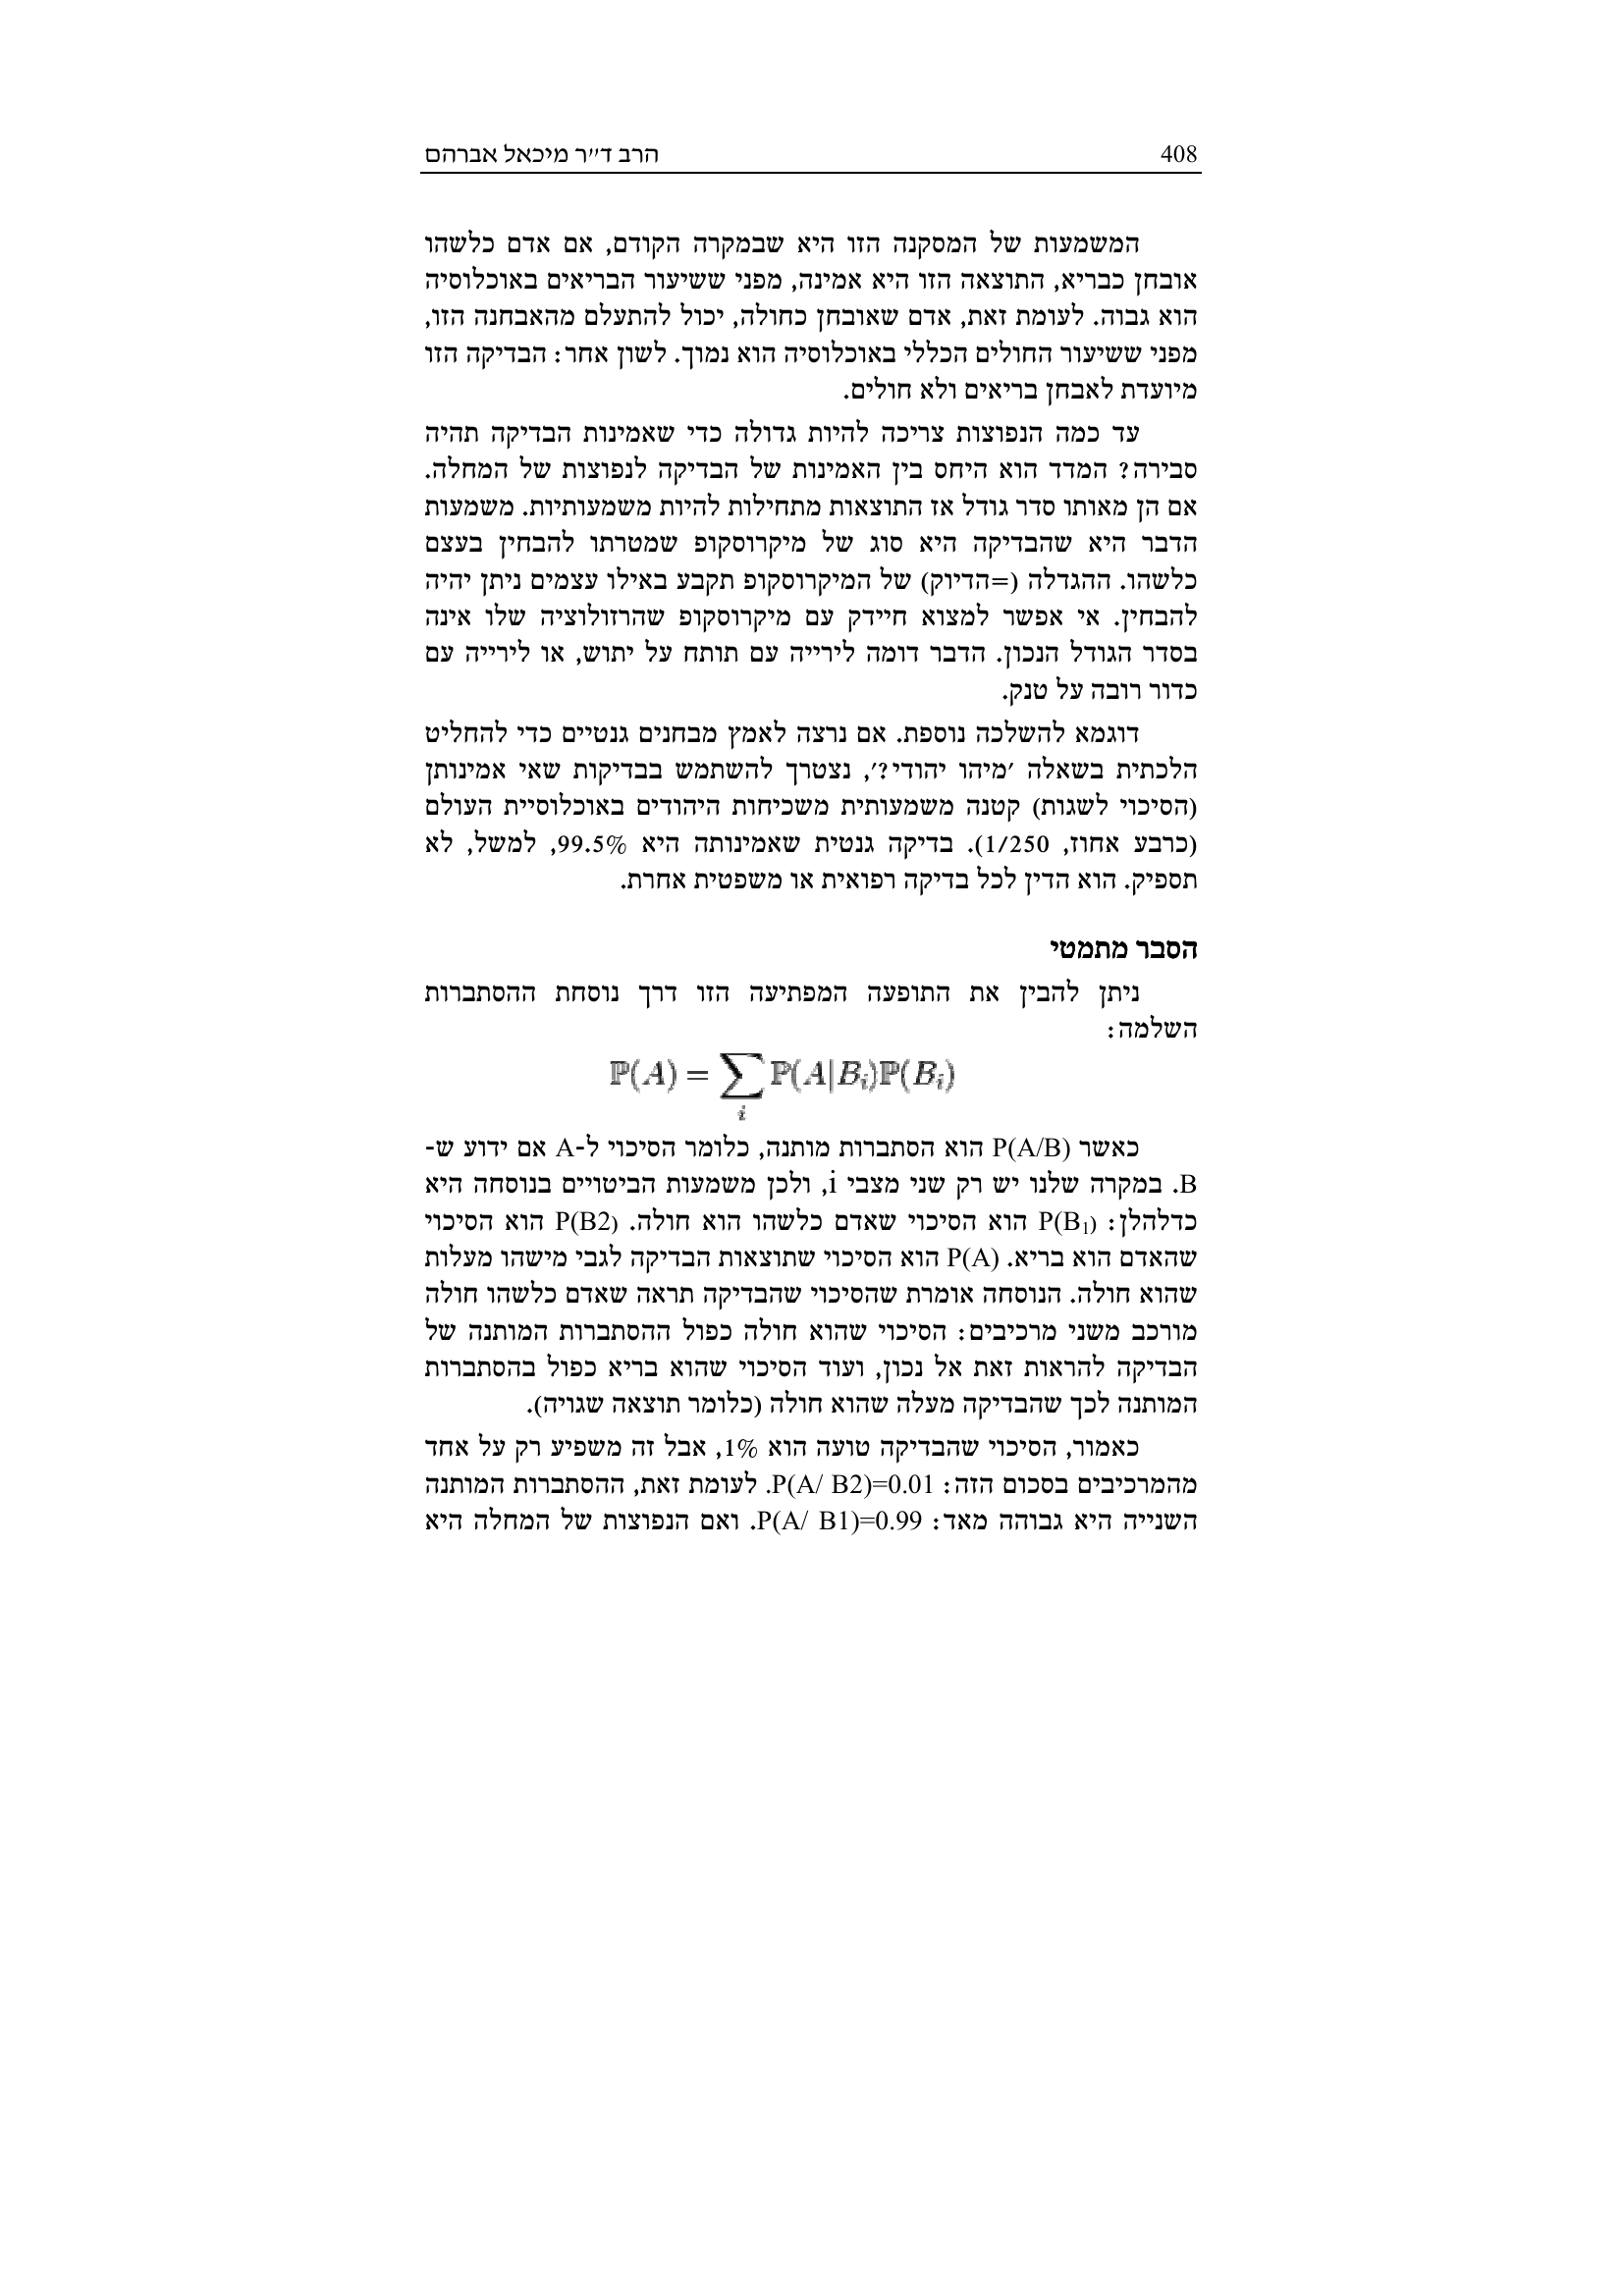 408 הרב ד״ר מיכאל אברהם
המשמעות של המסקנה הזו היא שבמקרה הקודם, אם אדם כלשהו
אובחן כבריא, התוצאה הזו היא אמינה, מפני ששיעור הבריאים באוכלוסיה
הוא גבוה. לעומת זאת, אדם שאובחן כחולה, יכול להתעלם מהאבחנה הזו,
מפני ששיעור החולים הכללי באוכלוסיה הוא נמוך. לשון אחר: הבדיקה הזו
מיועדת לאבחן בריאים ולא חולים.
עד כמה הנפוצות צריכה להיות גדולה כדי שאמינות הבדיקה תהיה
סבירה? המדד הוא היחס בין האמינות של הבדיקה לנפוצות של המחלה.
אם הן מאותו סדר גודל אז התוצאות מתחילות להיות משמעותיות. משמעות
הדבר היא שהבדיקה היא סוג של מיקרוסקופ שמטרתו להבחין בעצם
כלשהו. ההגדלה (=הדיוק) של המיקרוסקופ תקבע באילו עצמים ניתן יהיה
להבחין. אי אפשר למצוא חיידק עם מיקרוסקופ שהרזולוציה שלו אינה
בסדר הגודל הנכון. הדבר דומה לירייה עם תותח על יתוש, או לירייה עם
כדור רובה על טנק.
דוגמא להשלכה נוספת. אם נרצה לאמץ מבחנים גנטיים כדי להחליט
הלכתית בשאלה ׳מיהו יהודי?׳, נצטרך להשתמש בבדיקות שאי אמינותן
(הסיכוי לשגות) קטנה משמעותית משכיחות היהודים באוכלוסיית העולם
(כרבע אחוז, 1/250). בדיקה גנטית שאמינותה היא 99.5%, למשל, לא
תספיק. הוא הדין לכל בדיקה רפואית או משפטית אחרת.
הסבר מתמטי
ניתן להבין את התופעה המפתיעה הזו דרך נוסחת ההסתברות
השלמה:
ℙ(A) = ∑_i ℙ(A|B_i)ℙ(B_i)
כאשר P(A/B) הוא הסתברות מותנה, כלומר הסיכוי ל-A אם ידוע ש-
B. במקרה שלנו יש רק שני מצבי i, ולכן משמעות הביטויים בנוסחה היא
כדלהלן: P(B₁) הוא הסיכוי שאדם כלשהו הוא חולה. P(B2) הוא הסיכוי
שהאדם הוא בריא. P(A) הוא הסיכוי שתוצאות הבדיקה לגבי מישהו מעלות
שהוא חולה. הנוסחה אומרת שהסיכוי שהבדיקה תראה שאדם כלשהו חולה
מורכב משני מרכיבים: הסיכוי שהוא חולה כפול ההסתברות המותנה של
הבדיקה להראות זאת אל נכון, ועוד הסיכוי שהוא בריא כפול בהסתברות
המותנה לכך שהבדיקה מעלה שהוא חולה (כלומר תוצאה שגויה).
כאמור, הסיכוי שהבדיקה טועה הוא 1%, אבל זה משפיע רק על אחד
מהמרכיבים בסכום הזה: P(A/ B2)=0.01. לעומת זאת, ההסתברות המותנה
השנייה היא גבוהה מאד: P(A/ B1)=0.99. ואם הנפוצות של המחלה היא